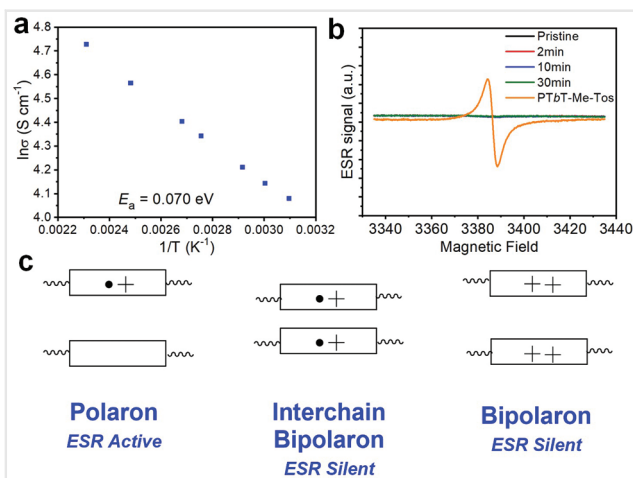 a
lnσ (S cm⁻¹)
4.8
4.7
4.6
4.5
4.4
4.3
4.2
4.1
4.0
Eₐ = 0.070 eV
0.0022 0.0024 0.0026 0.0028 0.0030 0.0032
1/T (K⁻¹)
b
ESR signal (a.u.)
Pristine
2min
10min
30min
PTbT-Me-Tos
3340 3360 3380 3400 3420 3440
Magnetic Field
c
+
+
+
+ +
+ +
Polaron
ESR Active
Interchain
Bipolaron
ESR Silent
Bipolaron
ESR Silent